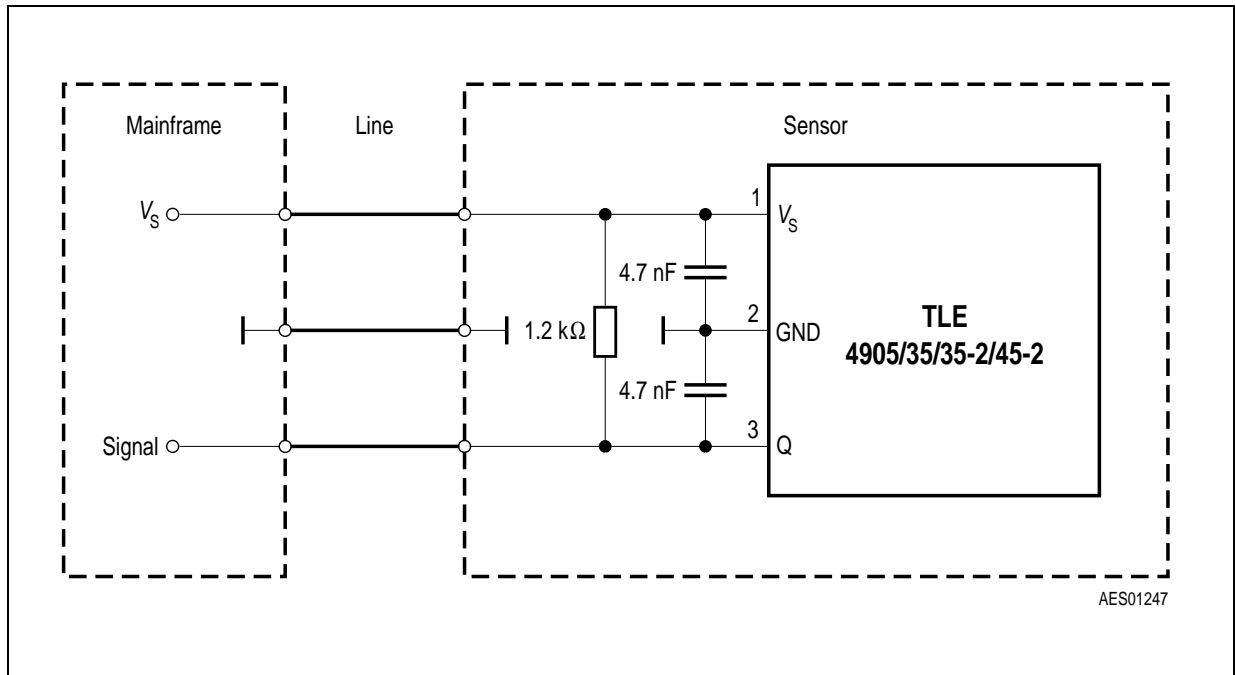 Mainframe
Line
Sensor
V_S
1
V_S
4.7 nF
1.2 kΩ
2
GND
TLE
4905/35/35-2/45-2
4.7 nF
Signal
3
Q
AES01247